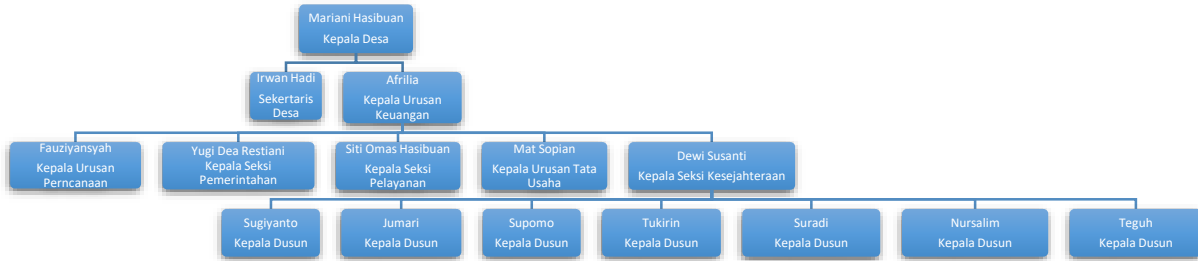 Mariani Hasibuan
Kepala Desa
Irwan Hadi
Sekertaris
Desa
Afrilia
Kepala Urusan
Keuangan
Fauziyansyah
Kepala Urusan
Perncanaan
Yugi Dea Restiani
Kepala Seksi
Pemerintahan
Siti Omas Hasibuan
Kepala Seksi
Pelayanan
Mat Sopian
Kepala Urusan Tata
Usaha
Dewi Susanti
Kepala Seksi Kesejahteraan
Sugiyanto
Kepala Dusun
Jumari
Kepala Dusun
Supomo
Kepala Dusun
Tukirin
Kepala Dusun
Suradi
Kepala Dusun
Nursalim
Kepala Dusun
Teguh
Kepala Dusun